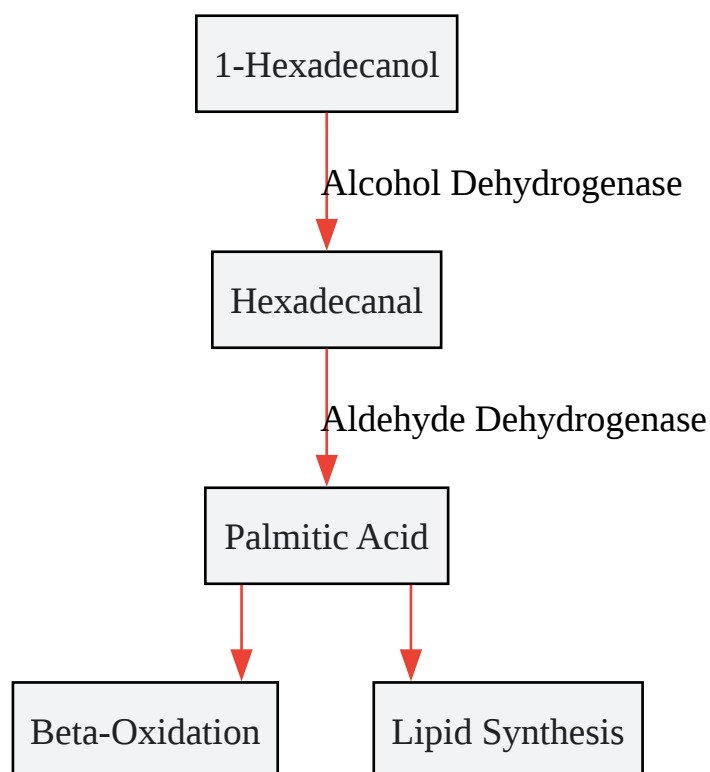 1-Hexadecanol
Alcohol Dehydrogenase
Hexadecanal
Aldehyde Dehydrogenase
Palmitic Acid
Beta-Oxidation
Lipid Synthesis